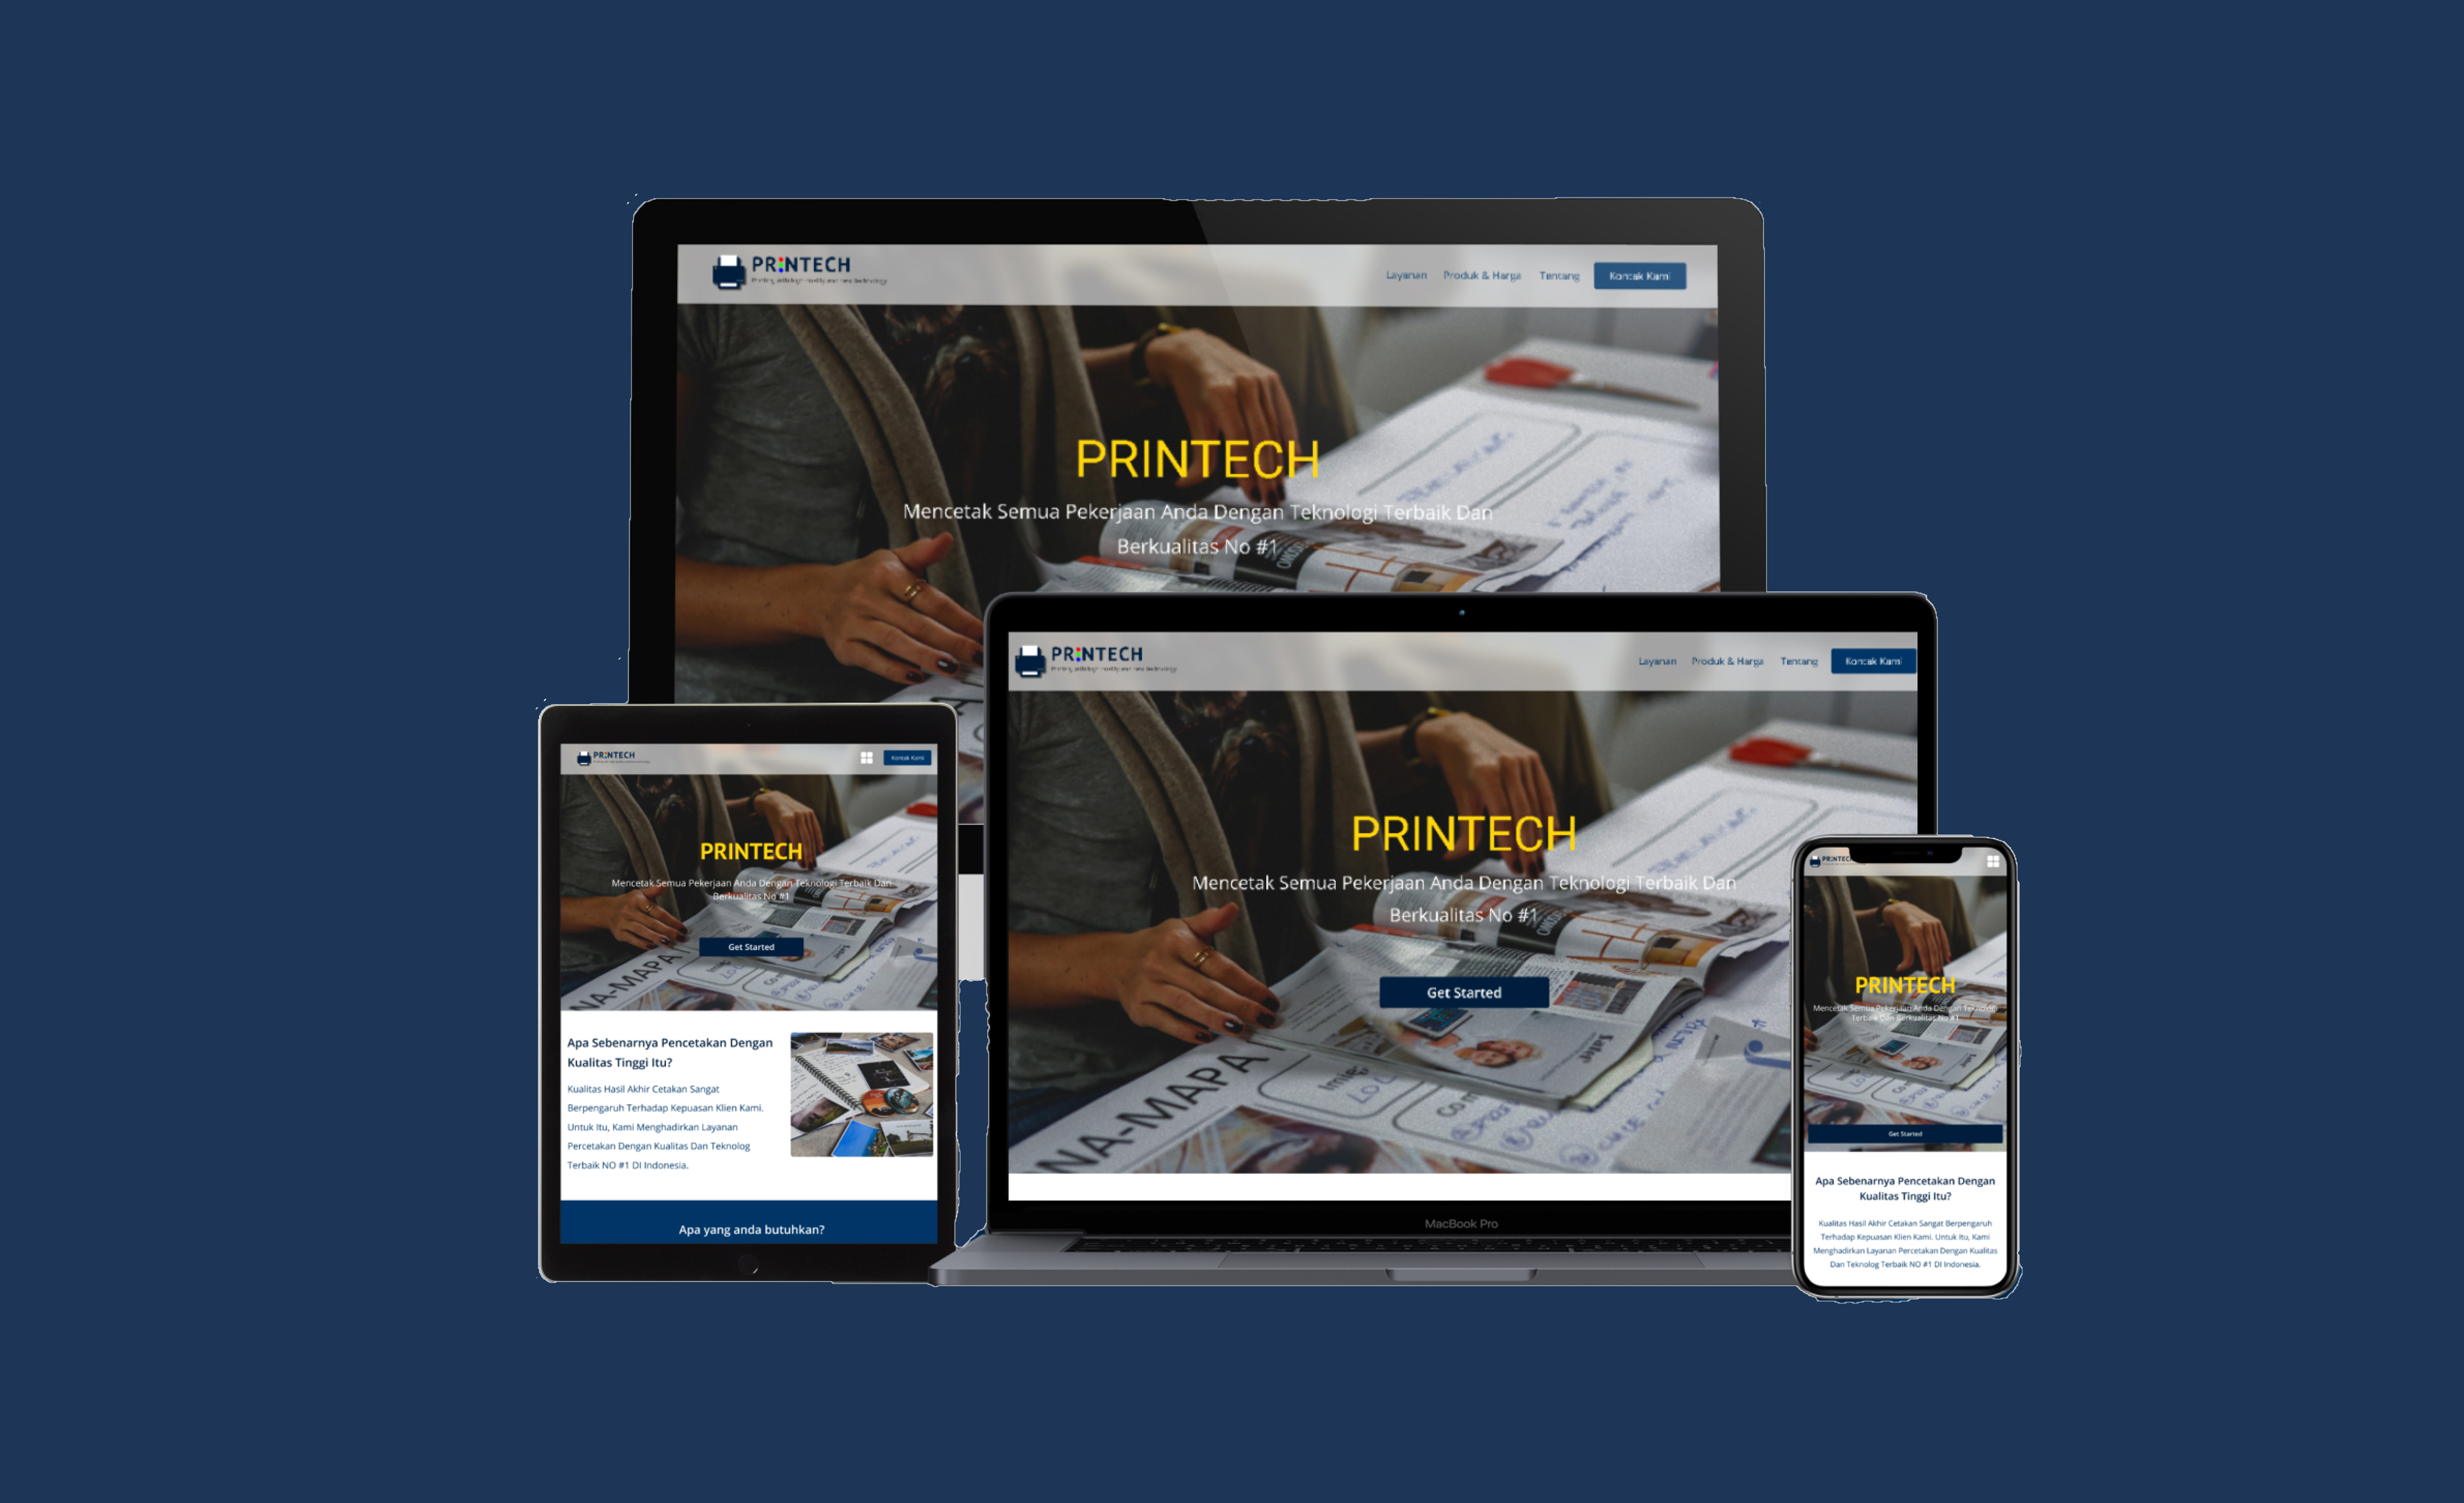 PRINTECH
Layanan Produk & Harga Tentang Kontak Kami
PRINTECH
Mencetak Semua Pekerjaan Anda Dengan Teknologi Terbaik Dan
Berkualitas No #1
PRINTECH
Layanan Produk & Harga Tentang Kontak Kami
PRINTECH
Mencetak Semua Pekerjaan Anda Dengan Teknologi Terbaik Dan
Berkualitas No #1
Get Started
NA-MAPA
MacBook Pro
PRINTECH
Kontak Kami
PRINTECH
Mencetak Semua Pekerjaan Anda Dengan Teknologi Terbaik Dan
Berkualitas No #1
Get Started
NA-MAPA
Apa Sebenarnya Pencetakan Dengan
Kualitas Tinggi Itu?
Kualitas Hasil Akhir Cetakan Sangat
Berpengaruh Terhadap Kepuasan Klien Kami.
Untuk Itu, Kami Menghadirkan Layanan
Percetakan Dengan Kualitas Dan Teknolog
Terbaik NO #1 DI Indonesia.
Apa yang anda butuhkan?
PRINTEC
PRINTECH
Mencetak Semua Pekerjaan Anda Dengan Teknologi
Terbaik Dan Berkualitas No #1
Get Started
Apa Sebenarnya Pencetakan Dengan
Kualitas Tinggi Itu?
Kualitas Hasil Akhir Cetakan Sangat Berpengaruh
Terhadap Kepuasan Klien Kami. Untuk Itu, Kami
Menghadirkan Layanan Percetakan Dengan Kualitas
Dan Teknolog Terbaik NO #1 DI Indonesia.